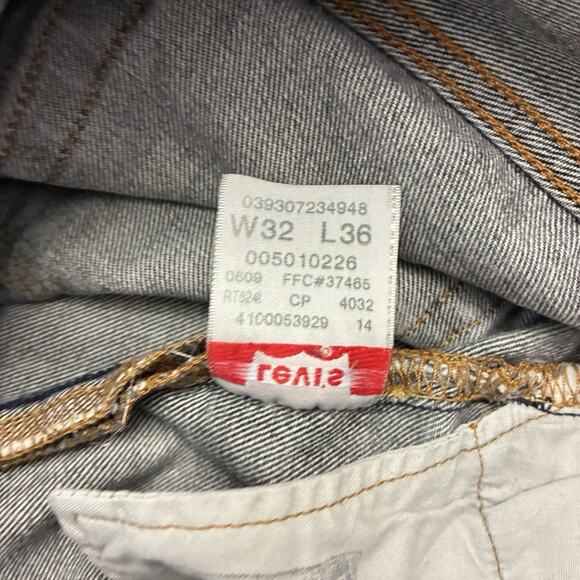 039307234948
W32 L36
005010226
0609 FFC#37465
CP 4032
4100053929 14
Levi's
®